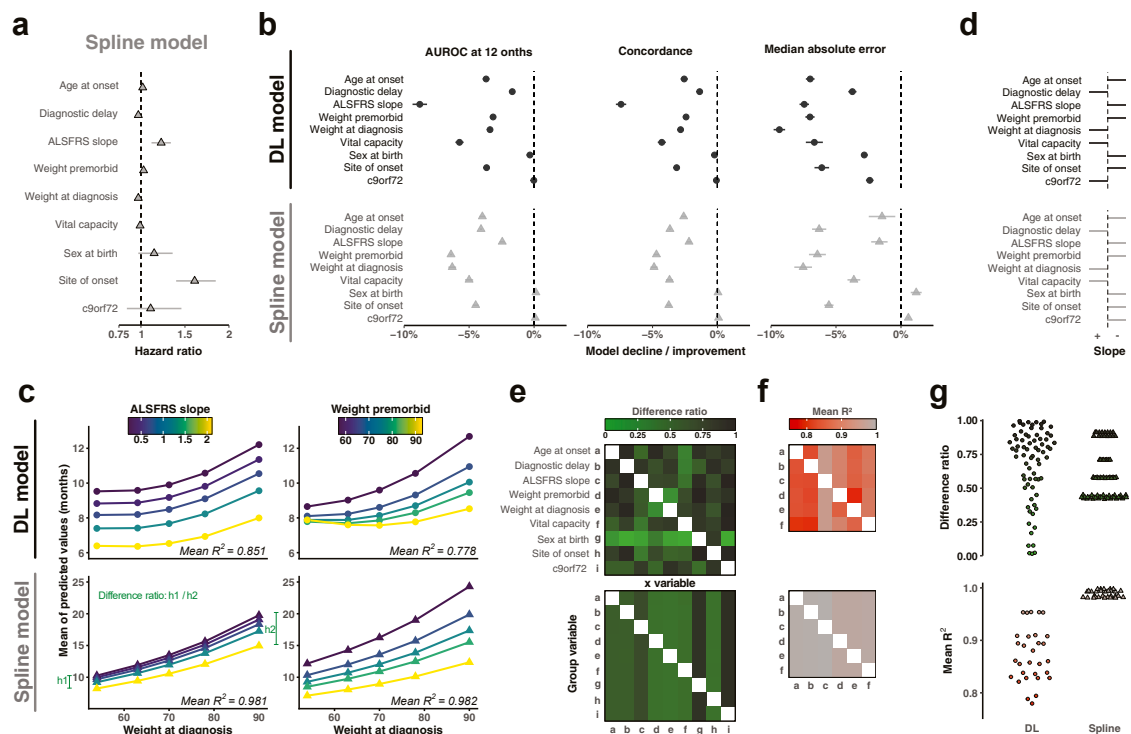 a
Spline model
Age at onset
Diagnostic delay
ALSFRS slope
Weight premorbid
Weight at diagnosis
Vital capacity
Sex at birth
Site of onset
c9orf72
0.75 1 1.5 2
Hazard ratio
b
AUROC at 12 onths Concordance Median absolute error
DL model
Age at onset
Diagnostic delay
ALSFRS slope
Weight premorbid
Weight at diagnosis
Vital capacity
Sex at birth
Site of onset
c9orf72
Spline model
Age at onset
Diagnostic delay
ALSFRS slope
Weight premorbid
Weight at diagnosis
Vital capacity
Sex at birth
Site of onset
c9orf72
−10% −5% 0% −10% −5% 0% −10% −5% 0%
Model decline / improvement
d
Age at onset
Diagnostic delay
ALSFRS slope
Weight premorbid
Weight at diagnosis
Vital capacity
Sex at birth
Site of onset
c9orf72
Age at onset
Diagnostic delay
ALSFRS slope
Weight premorbid
Weight at diagnosis
Vital capacity
Sex at birth
Site of onset
c9orf72
+ -
Slope
c
ALSFRS slope Weight premorbid
0.5 1 1.5 2 60 70 80 90
DL model
Spline model
Mean of predicted values (months)
12
10
8
6
Mean R² = 0.851
12
10
8
6
Mean R² = 0.778
25
20
15
10
Difference ratio: h1 / h2
h2
h1
Mean R² = 0.981
Mean R² = 0.982
60 70 80 90 60 70 80 90
Weight at diagnosis Weight at diagnosis
e
Difference ratio
0 0.25 0.5 0.75 1
Age at onset a
Diagnostic delay b
ALSFRS slope c
Weight premorbid d
Weight at diagnosis e
Vital capacity f
Sex at birth g
Site of onset h
c9orf72 i
x variable
Group variable
a
b
c
d
e
f
g
h
i
a b c d e f g h i
f
Mean R²
0.8 0.9 1
a
b
c
d
e
f
a
b
c
d
e
f
a b c d e f
g
Difference ratio
1.00
0.75
0.50
0.25
0.00
Mean R²
1.0
0.9
0.8
DL Spline